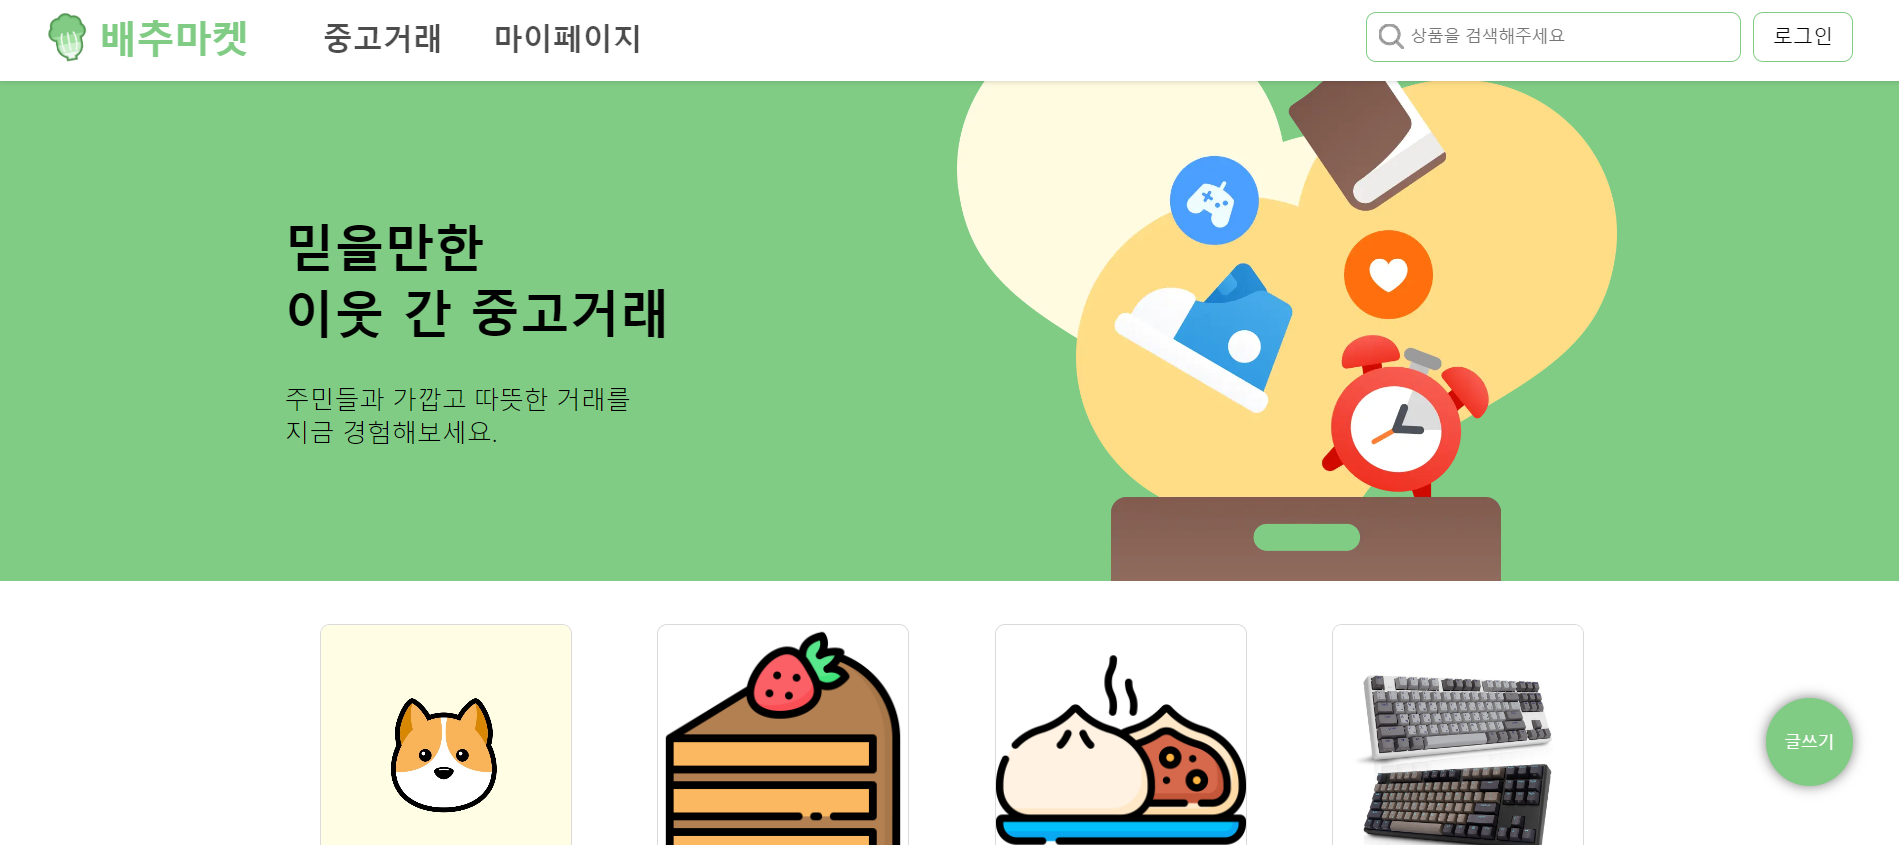 배추마켓
중고거래
마이페이지
상품을 검색해주세요
로그인
믿을만한
이웃 간 중고거래
주민들과 가깝고 따뜻한 거래를
지금 경험해보세요.
글쓰기